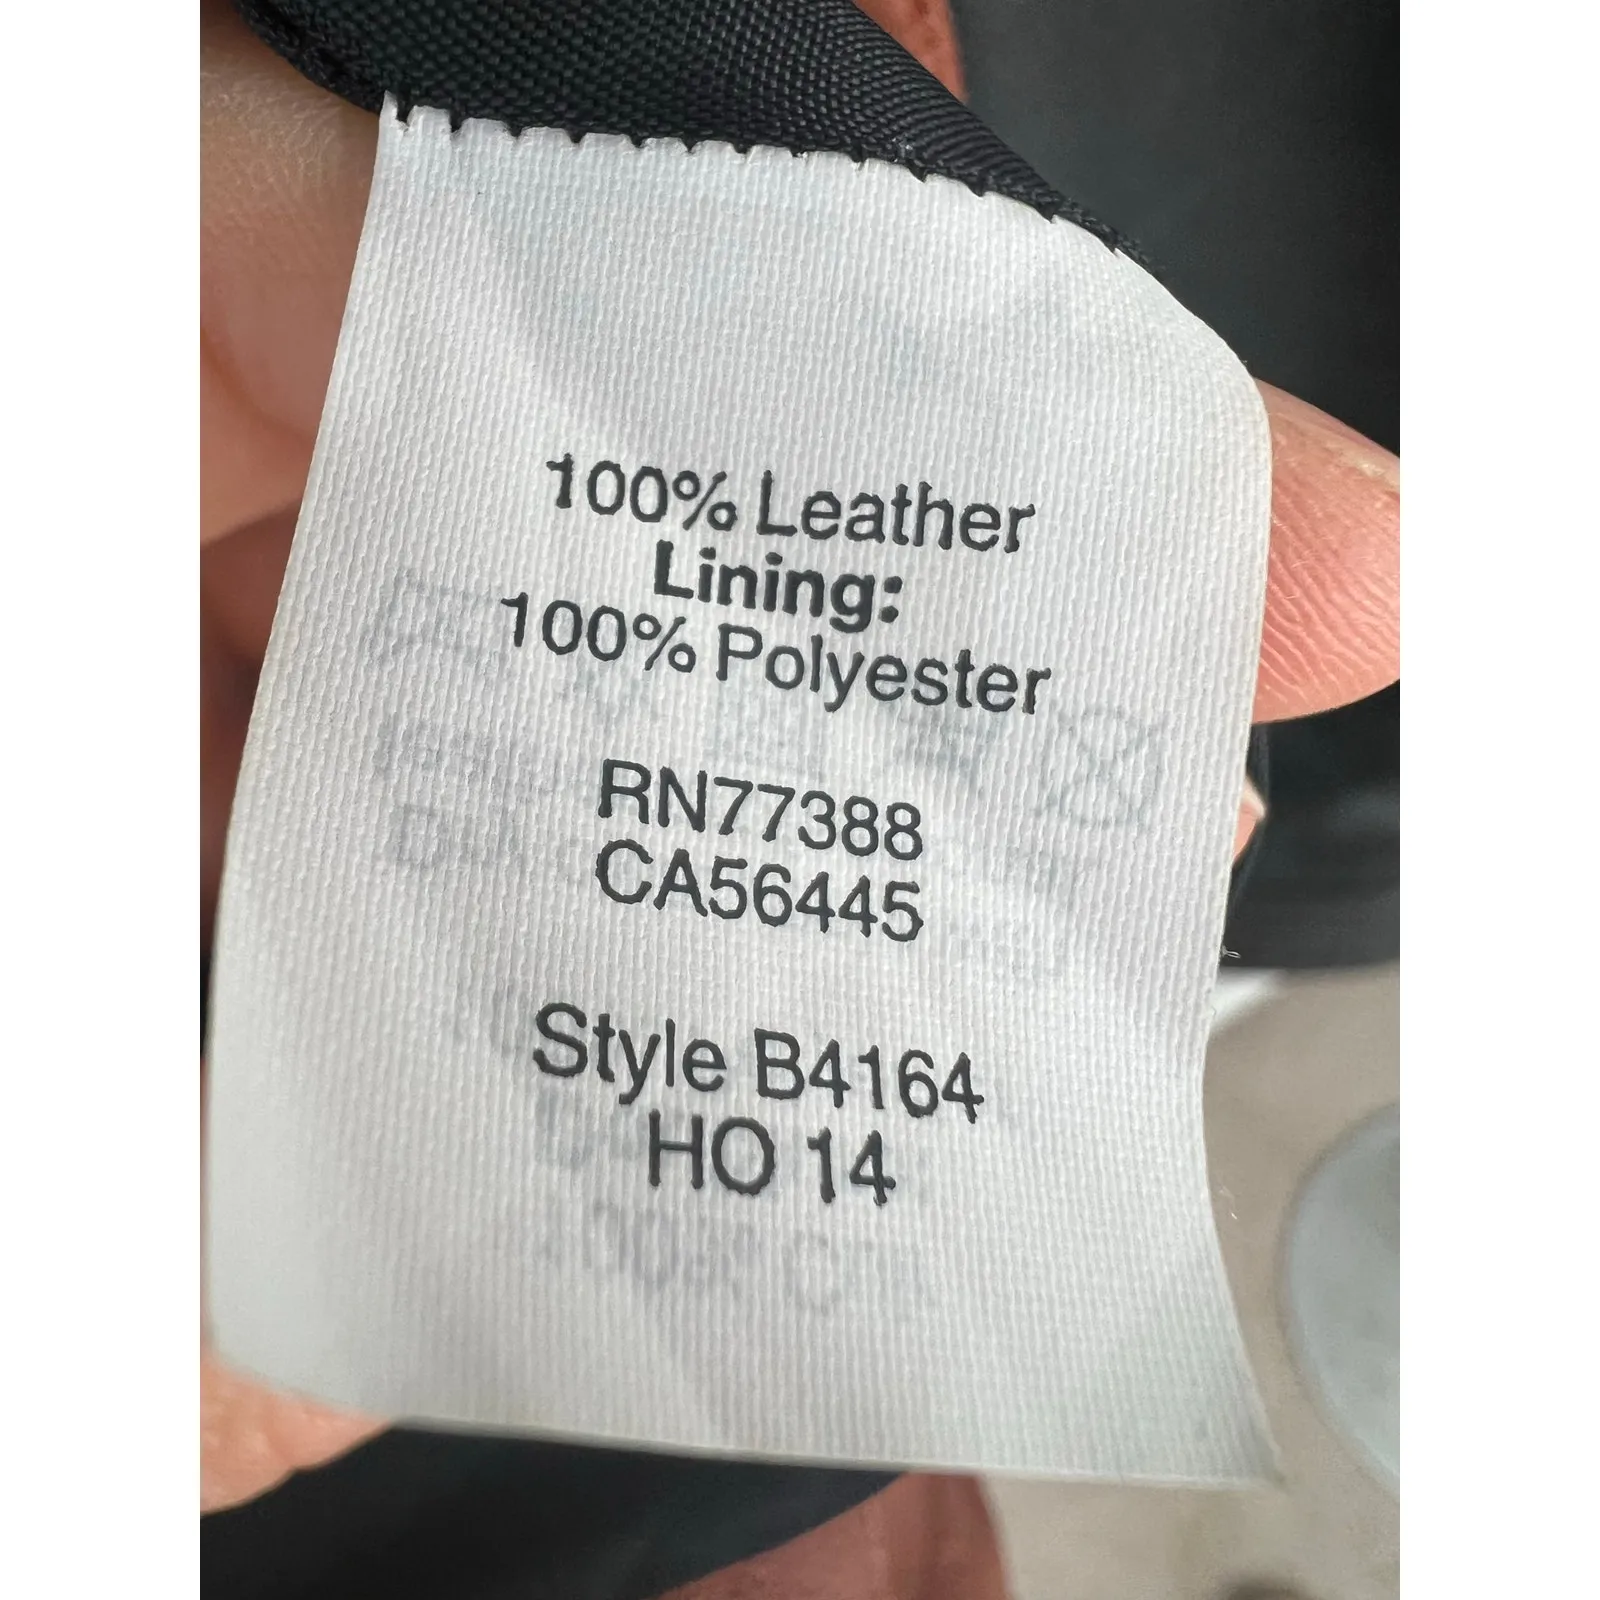 100% Leather
Lining:
100% Polyester
RN77388
CA56445
Style B4164
HO 14